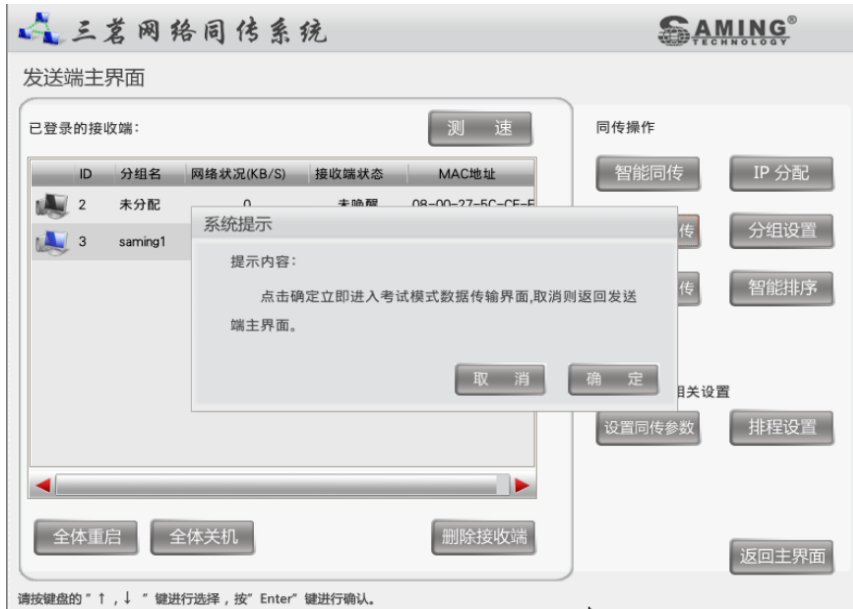 三茗网络同传系统
SAMING®
TECHNOLOGY
发送端主界面
已登录的接收端：
测 速
ID 分组名 网络状况(KB/S) 接收端状态 MAC地址
2 未分配 0 未唤醒 08-00-27-5C-CF-F
3 saming1
系统提示
提示内容：
点击确定立即进入考试模式数据传输界面,取消则返回发送
端主界面。
取 消 确 定
同传操作
智能同传 IP 分配
传 分组设置
传 智能排序
相关设置
设置同传参数 排程设置
全体重启 全体关机 删除接收端
返回主界面
请按键盘的“ ↑ , ↓ ” 键进行选择 , 按“ Enter” 键进行确认。